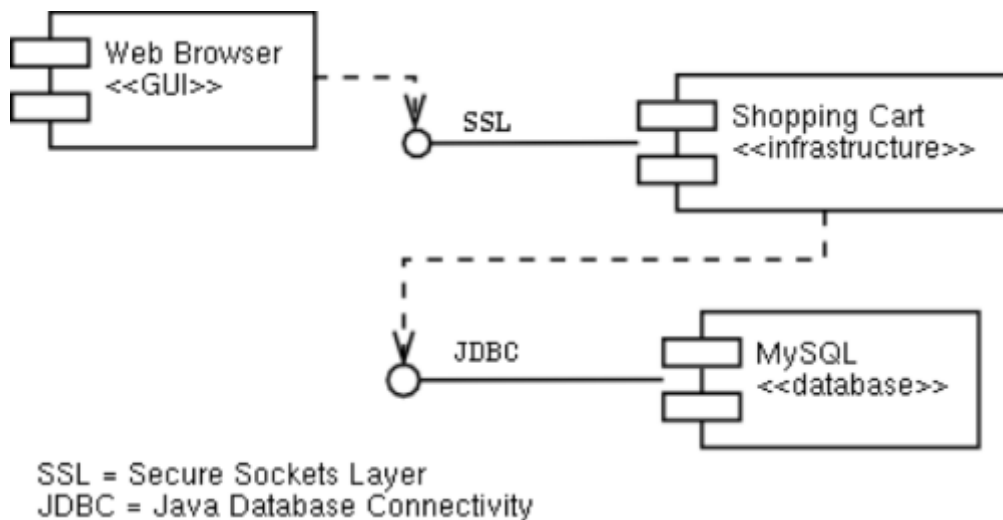 Web Browser
<<GUI>>
SSL
Shopping Cart
<<infrastructure>>
JDBC
MySQL
<<database>>
SSL = Secure Sockets Layer
JDBC = Java Database Connectivity